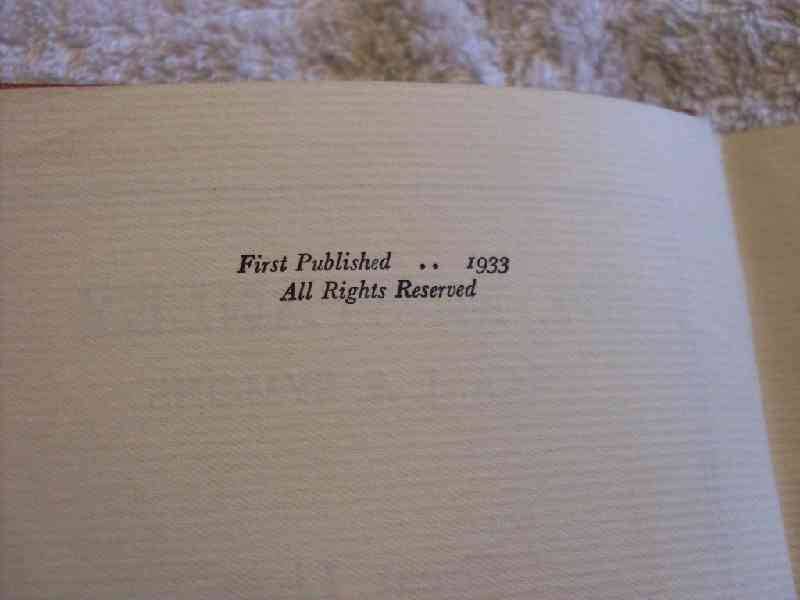 First Published .. 1933
All Rights Reserved